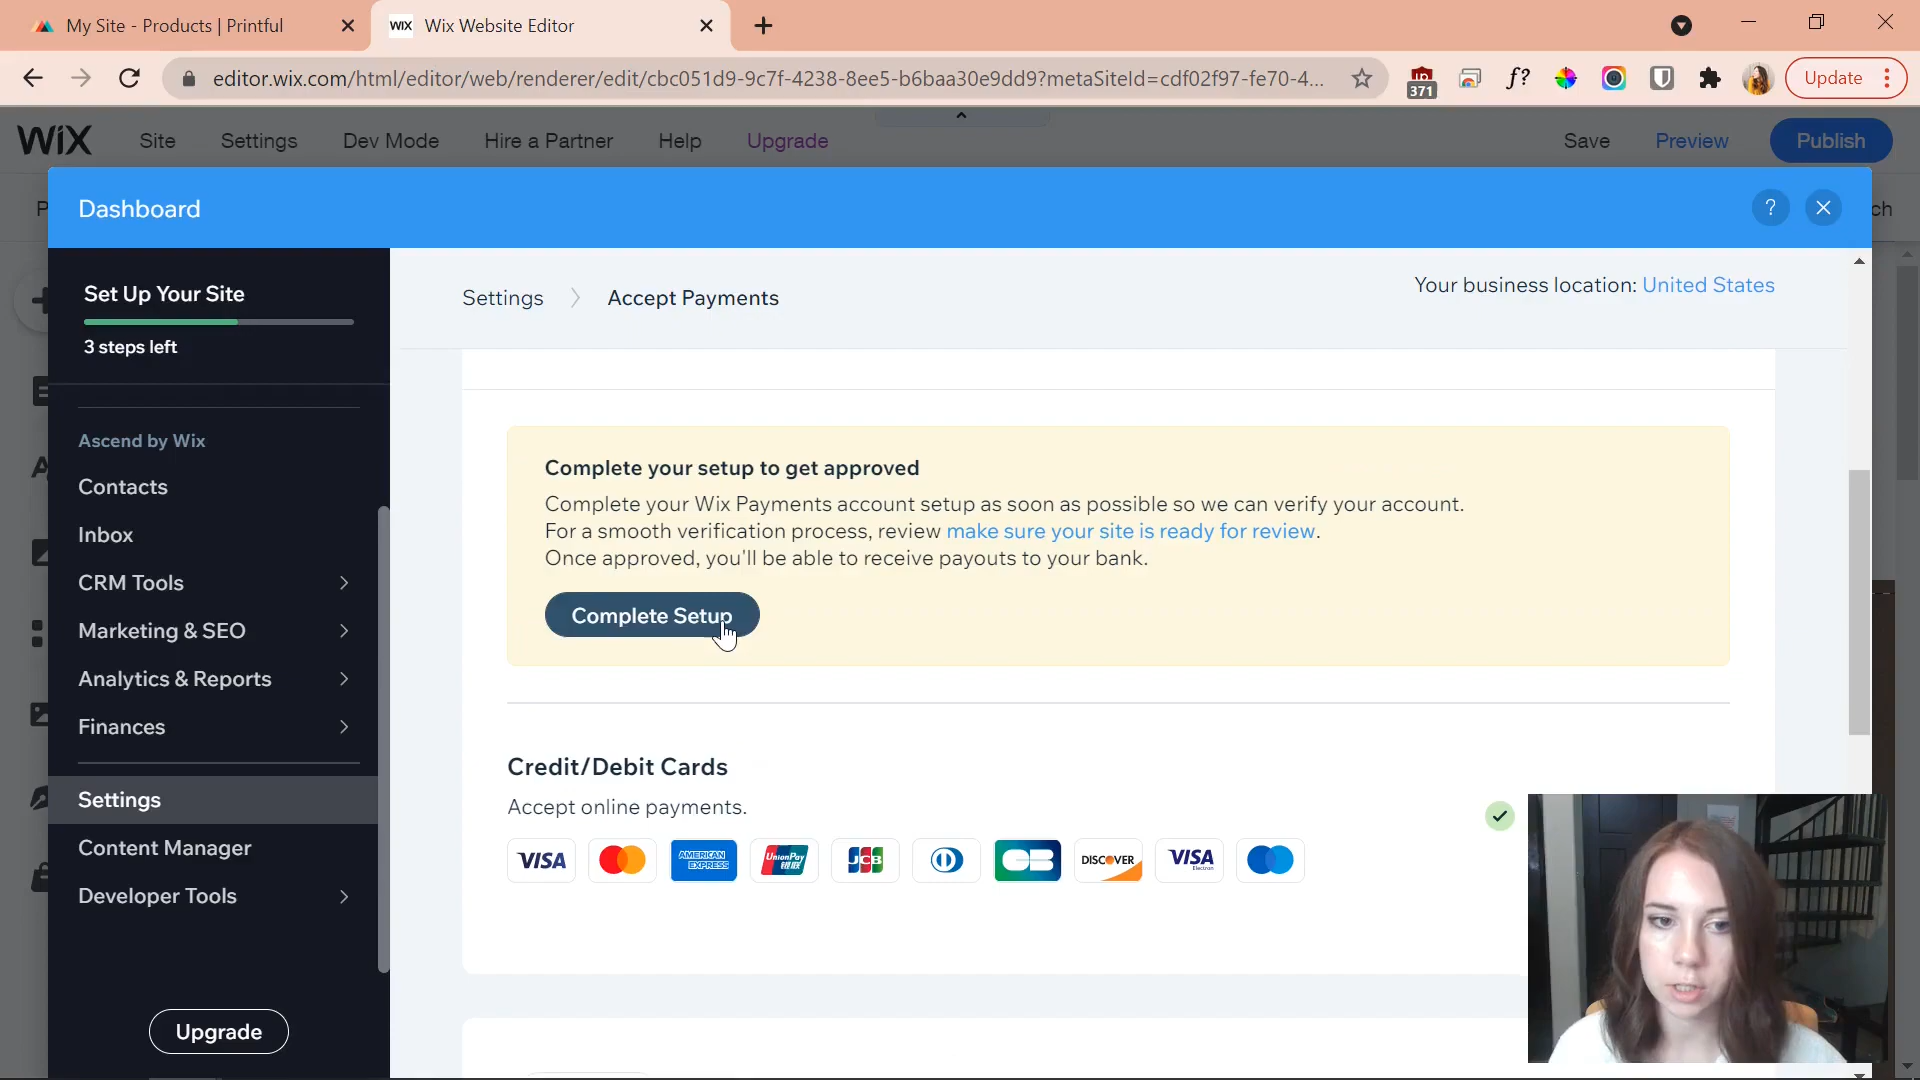 My Site - Products | Printful
WiX Wix Website Editor
editor.wix.com/html/editor/web/renderer/edit/cbc051d9-9c7f-4238-8ee5-b6baa30e9dd9?metaSiteId=cdf02f97-fe70-4...
371
f?
Update
WiX Site Settings Dev Mode Hire a Partner Help Upgrade Save Preview Publish
Dashboard
?
ch
Set Up Your Site
3 steps left
Settings > Accept Payments
Your business location: United States
Ascend by Wix
Contacts
Inbox
CRM Tools
Marketing & SEO
Analytics & Reports
Finances
Settings
Content Manager
Developer Tools
Upgrade
Complete your setup to get approved
Complete your Wix Payments account setup as soon as possible so we can verify your account.
For a smooth verification process, review make sure your site is ready for review.
Once approved, you'll be able to receive payouts to your bank.
Complete Setup
Credit/Debit Cards
Accept online payments.
VISA AMERICAN EXPRESS UnionPay 银联 JCB CB DISCOVER VISA Electron